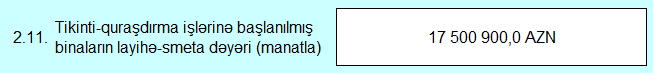 2.11. Tikinti-quraşdırma işlərinə başlanılmış
binaların layihə-smeta dəyəri (manatla)
17 500 900,0 AZN